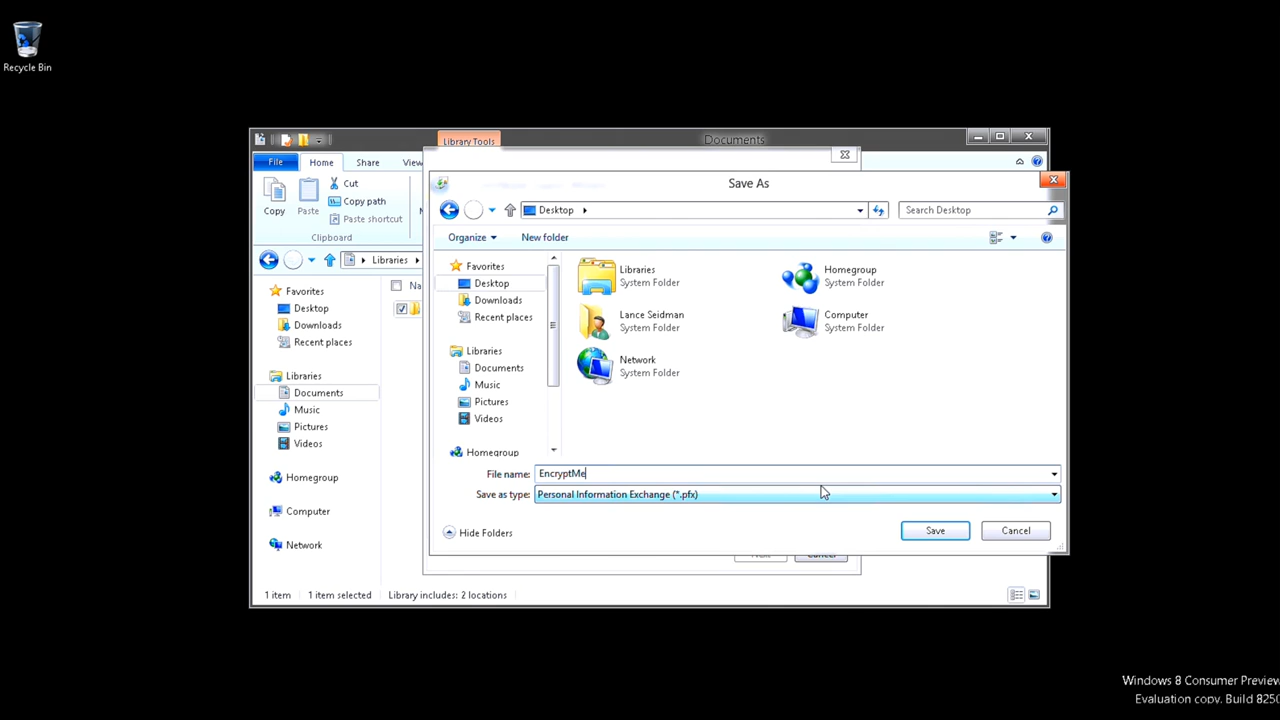 Recycle Bin
Library Tools
Documents
File
Home
Share
View
Cut
Copy path
Paste shortcut
Copy
Paste
Clipboard
Libraries
Favorites
Desktop
Downloads
Recent places
Libraries
Documents
Music
Pictures
Videos
Homegroup
Computer
Network
1 item
1 item selected
Library includes: 2 locations
Save As
Desktop
Search Desktop
Organize
New folder
Favorites
Desktop
Downloads
Recent places
Libraries
Documents
Music
Pictures
Videos
Homegroup
Libraries
System Folder
Homegroup
System Folder
Lance Seidman
System Folder
Computer
System Folder
Network
System Folder
File name: EncryptMe
Save as type: Personal Information Exchange (*.pfx)
Hide Folders
Save
Cancel
Windows 8 Consumer Preview
Evaluation copy. Build 8250